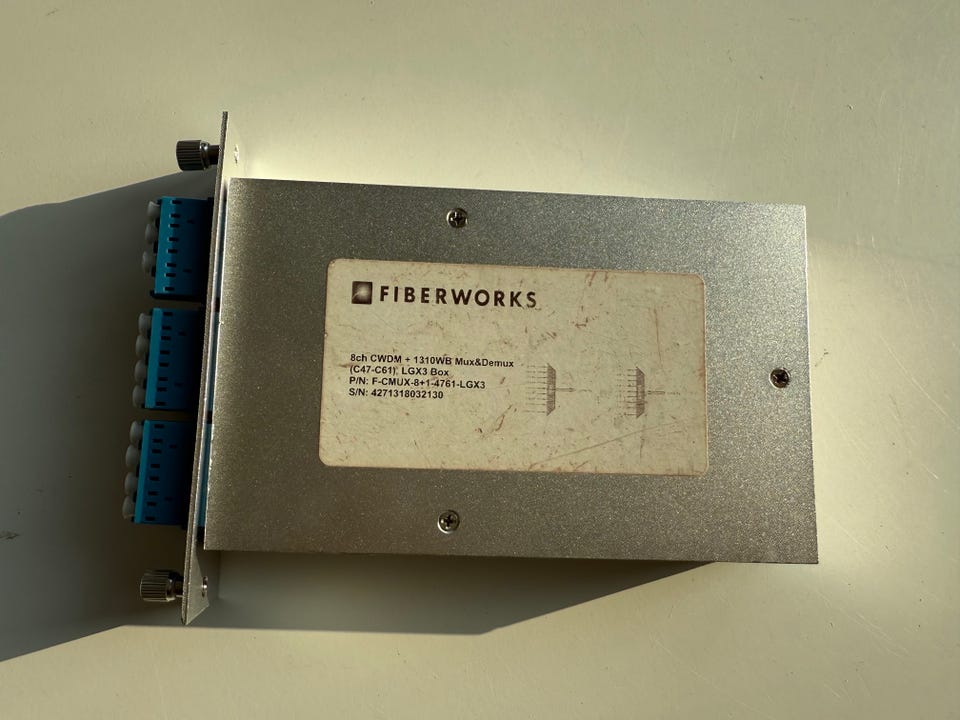 FIBERWORKS
8ch CWDM + 1310WB Mux&Demux
(C47-C61), LGX3 Box
P/N: F-CMUX-8+1-4761-LGX3
S/N: 4271318032130